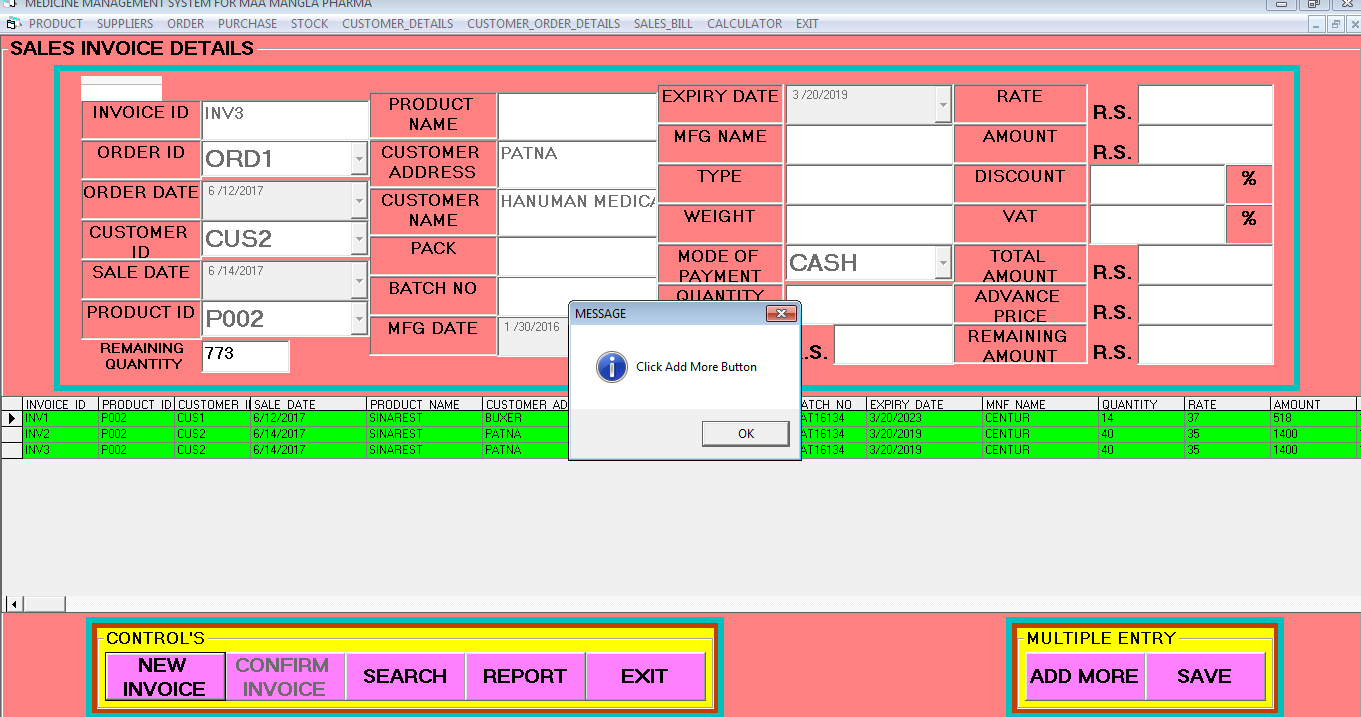 MEDICINE MANAGEMENT SYSTEM FOR MAA MANGLA PHARMA
PRODUCT SUPPLIERS ORDER PURCHASE STOCK CUSTOMER_DETAILS CUSTOMER_ORDER_DETAILS SALES_BILL CALCULATOR EXIT
SALES INVOICE DETAILS
INVOICE ID INV3
ORDER ID ORD1
ORDER DATE 6 /12/2017
CUSTOMER ID CUS2
SALE DATE 6 /14/2017
PRODUCT ID P002
REMAINING QUANTITY 773
PRODUCT NAME
CUSTOMER ADDRESS PATNA
CUSTOMER NAME HANUMAN MEDICA
PACK
BATCH NO
MFG DATE 1 /30/2016
EXPIRY DATE 3 /20/2019
MFG NAME
TYPE
WEIGHT
MODE OF PAYMENT CASH
QUANTITY
.S.
RATE R.S.
AMOUNT R.S.
DISCOUNT %
VAT %
TOTAL AMOUNT R.S.
ADVANCE PRICE R.S.
REMAINING AMOUNT R.S.
MESSAGE
Click Add More Button
OK
INVOICE_ID PRODUCT_ID CUSTOMER_I SALE_DATE PRODUCT_NAME CUSTOMER_AD ATCH_NO EXPIRY_DATE MNF_NAME QUANTITY RATE AMOUNT
INV1 P002 CUS1 6/12/2017 SINAREST BUXER AT16134 3/20/2023 CENTUR 14 37 518
INV2 P002 CUS2 6/14/2017 SINAREST PATNA AT16134 3/20/2019 CENTUR 40 35 1400
INV3 P002 CUS2 6/14/2017 SINAREST PATNA AT16134 3/20/2019 CENTUR 40 35 1400
CONTROL'S
NEW INVOICE
CONFIRM INVOICE
SEARCH
REPORT
EXIT
MULTIPLE ENTRY
ADD MORE
SAVE